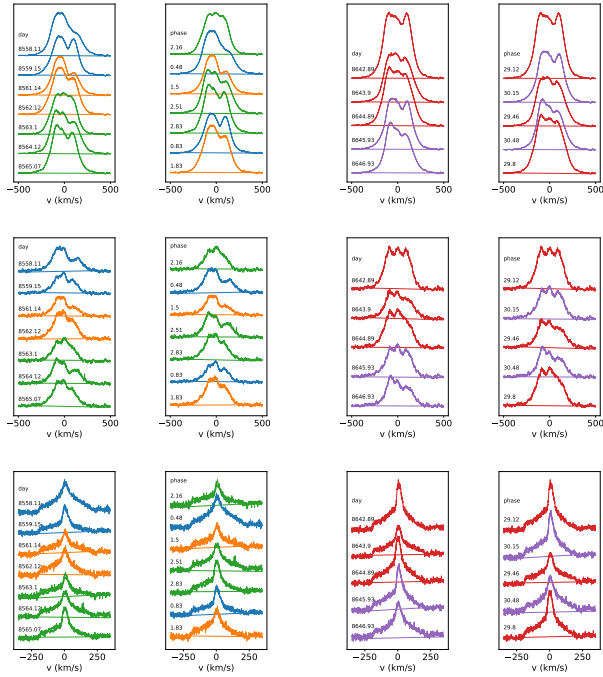 day phase day phase
8558.11 2.16 8642.89 29.12
8559.15 0.48 8643.9 30.15
8561.14 1.5 8644.89 29.46
8562.12 2.51 8645.93 30.48
8563.1 2.83 8646.93 29.8
8564.12 0.83
8565.07 1.83
−500 0 500 −500 0 500 −500 0 500 −500 0 500
v (km/s) v (km/s) v (km/s) v (km/s)
day phase day phase
8558.11 2.16 8642.89 29.12
8559.15 0.48 8643.9 30.15
8561.14 1.5 8644.89 29.46
8562.12 2.51 8645.93 30.48
8563.1 2.83 8646.93 29.8
8564.12 0.83
8565.07 1.83
−500 0 500 −500 0 500 −500 0 500 −500 0 500
v (km/s) v (km/s) v (km/s) v (km/s)
day phase day phase
8558.11 2.16 8642.89 29.12
8559.15 0.48 8643.9 30.15
8561.14 1.5 8644.89 29.46
8562.12 2.51 8645.93 30.48
8563.1 2.83 8646.93 29.8
8564.12 0.83
8565.07 1.83
−250 0 250 −250 0 250 −250 0 250 −250 0 250
v (km/s) v (km/s) v (km/s) v (km/s)